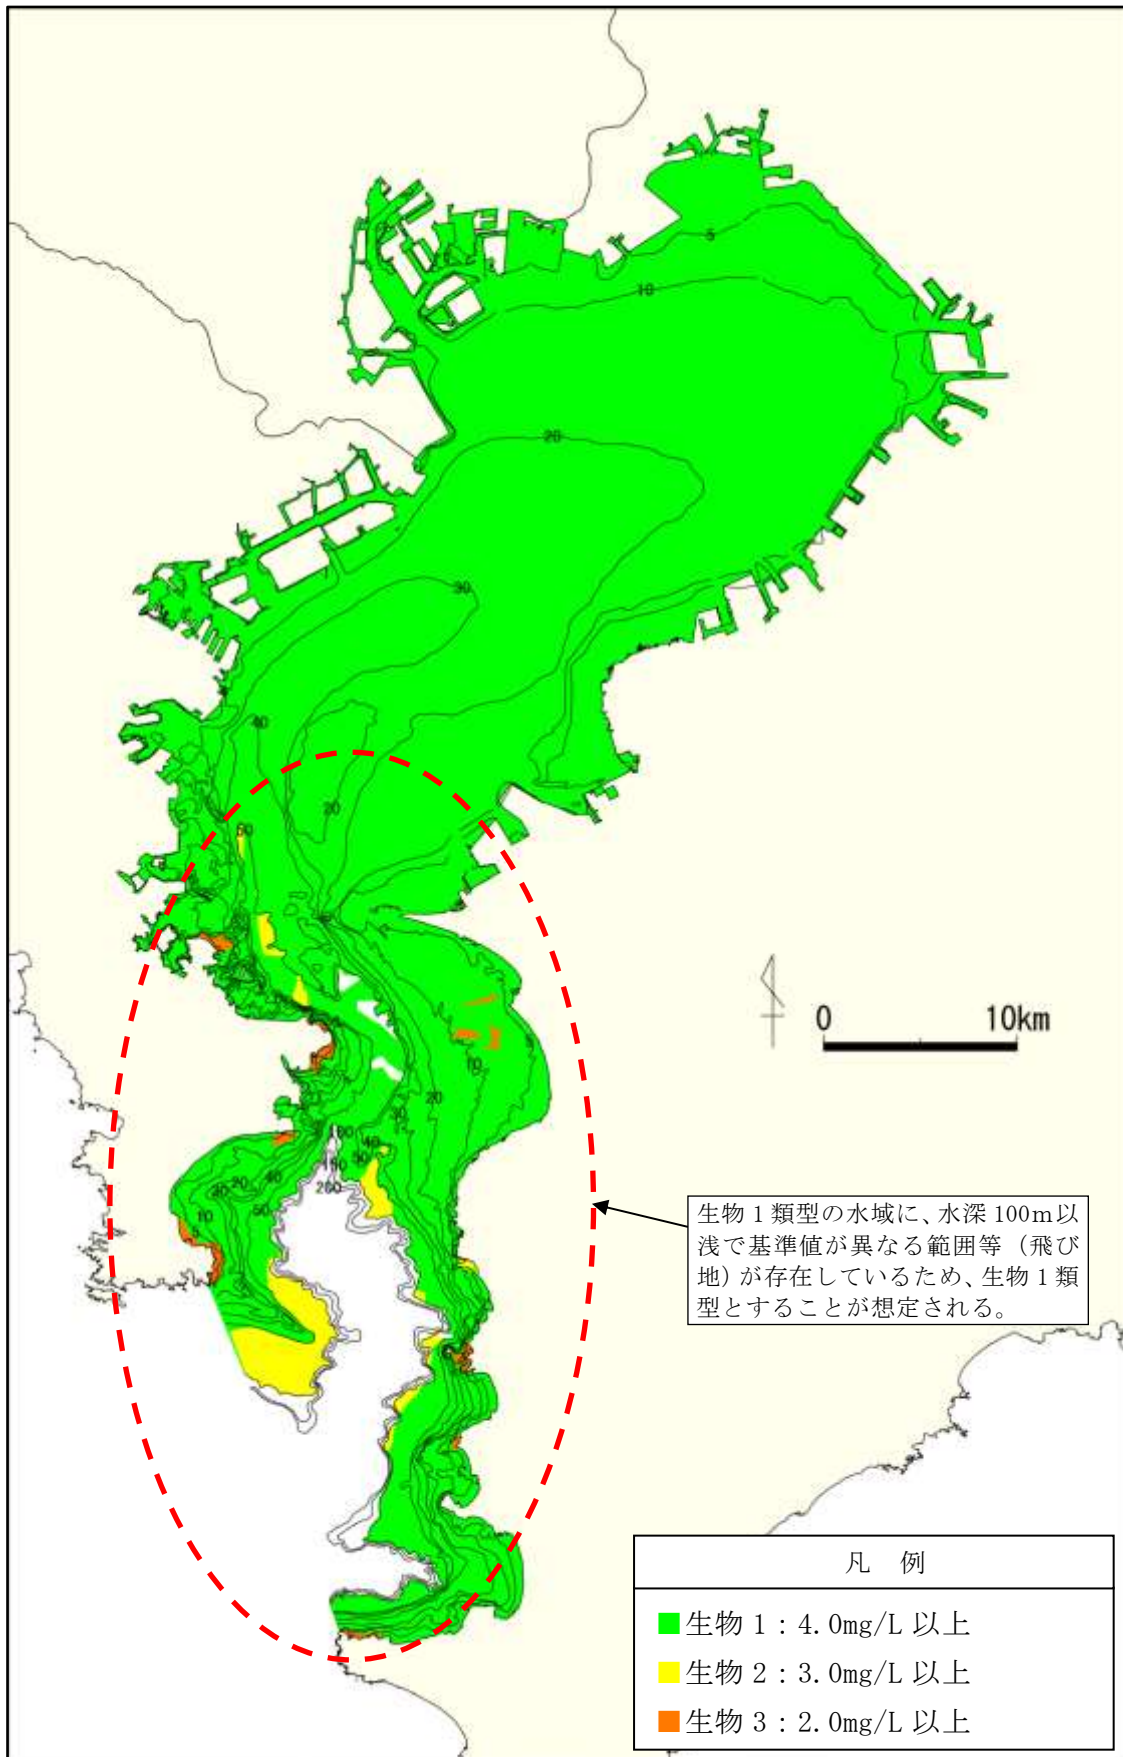 5
10
20
30
40
20
50
10
20
30
50
40
50
150
200
40
20
30
50
10
0 10km
生物1類型の水域に、水深100m以
浅で基準値が異なる範囲等（飛び
地）が存在しているため、生物1類
型とすることが想定される。
凡 例
生物1：4.0mg/L以上
生物2：3.0mg/L以上
生物3：2.0mg/L以上